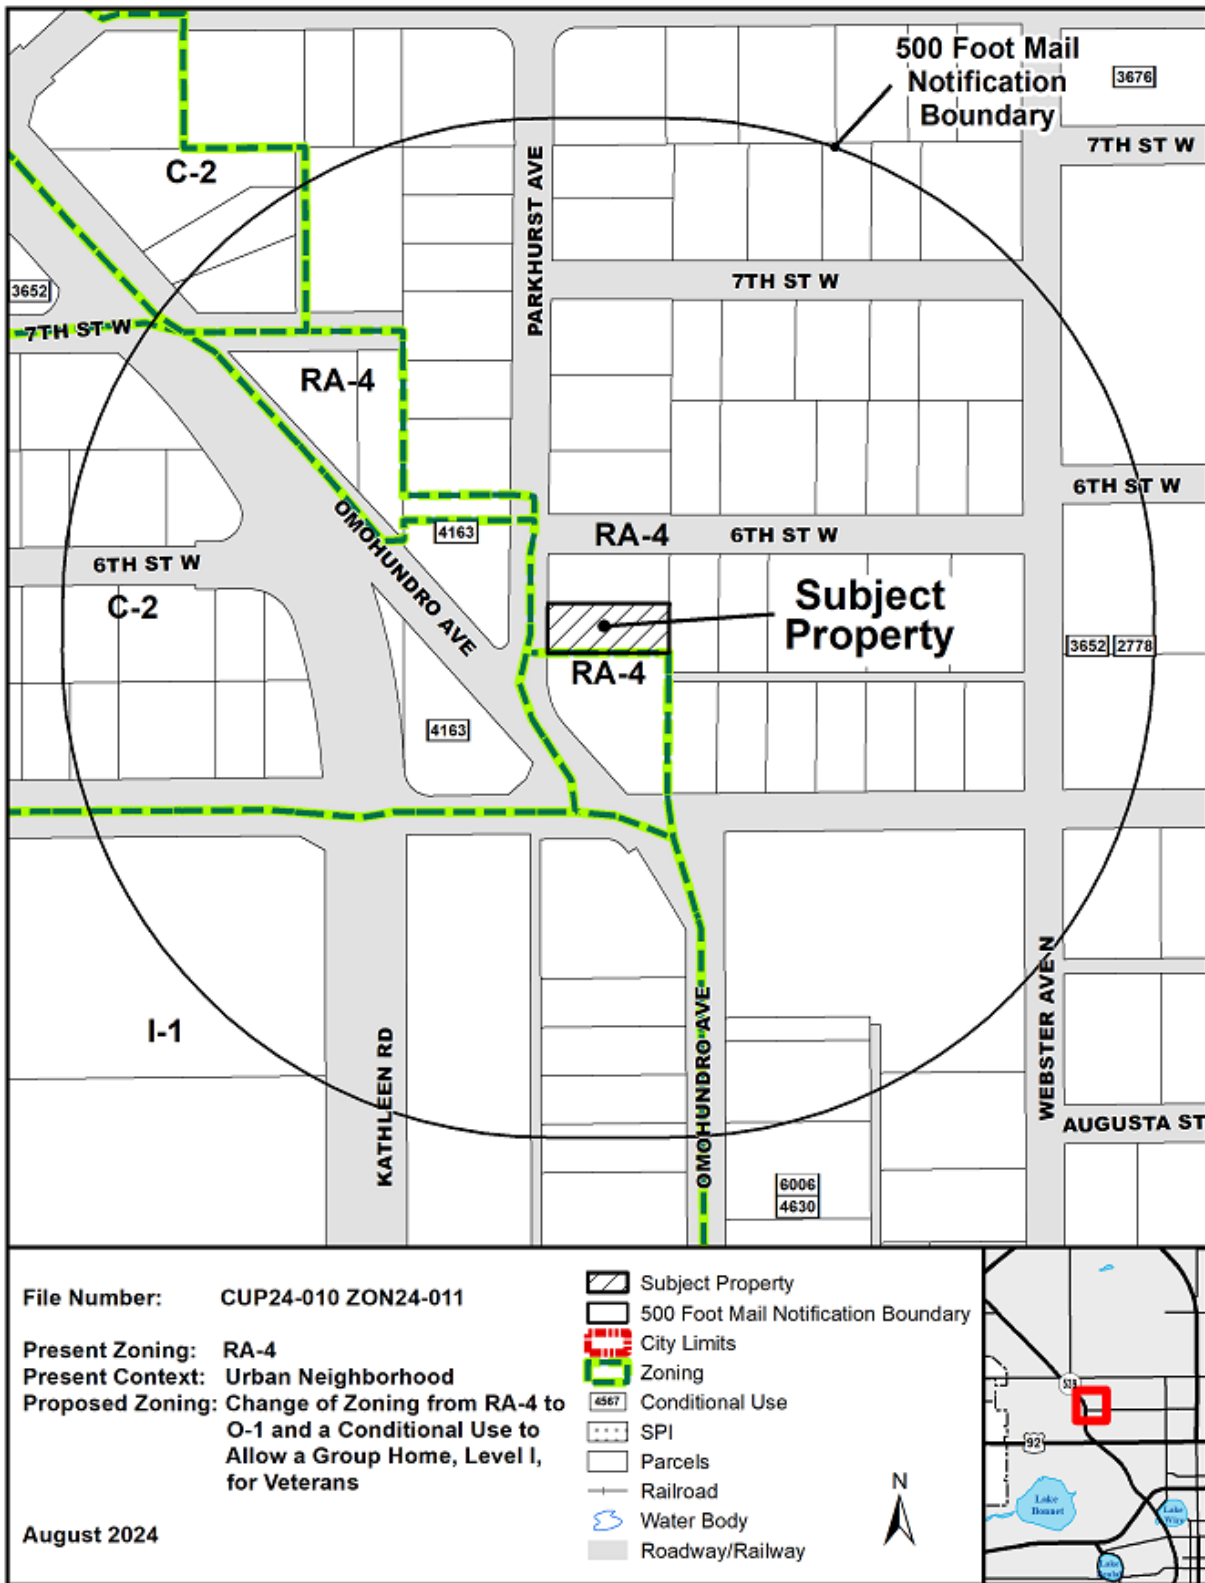 500 Foot Mail
Notification
Boundary
3676
7TH ST W
C-2
PARKHURST AVE
7TH ST W
3652
7TH ST W
RA-4
6TH ST W
OMOHUNDRO AVE
4163
RA-4
6TH ST W
6TH ST W
C-2
Subject
Property
3652
2778
RA-4
4163
I-1
KATHLEEN RD
OMOHUNDRO AVE
WEBSTER AVE N
AUGUSTA ST
6006
4630
File Number: CUP24-010 ZON24-011
Present Zoning: RA-4
Present Context: Urban Neighborhood
Proposed Zoning: Change of Zoning from RA-4 to
O-1 and a Conditional Use to
Allow a Group Home, Level I,
for Veterans
August 2024
Subject Property
500 Foot Mail Notification Boundary
City Limits
Zoning
4567 Conditional Use
SPI
Parcels
Railroad
Water Body
Roadway/Railway
N
92
Lake
Lake
Lake